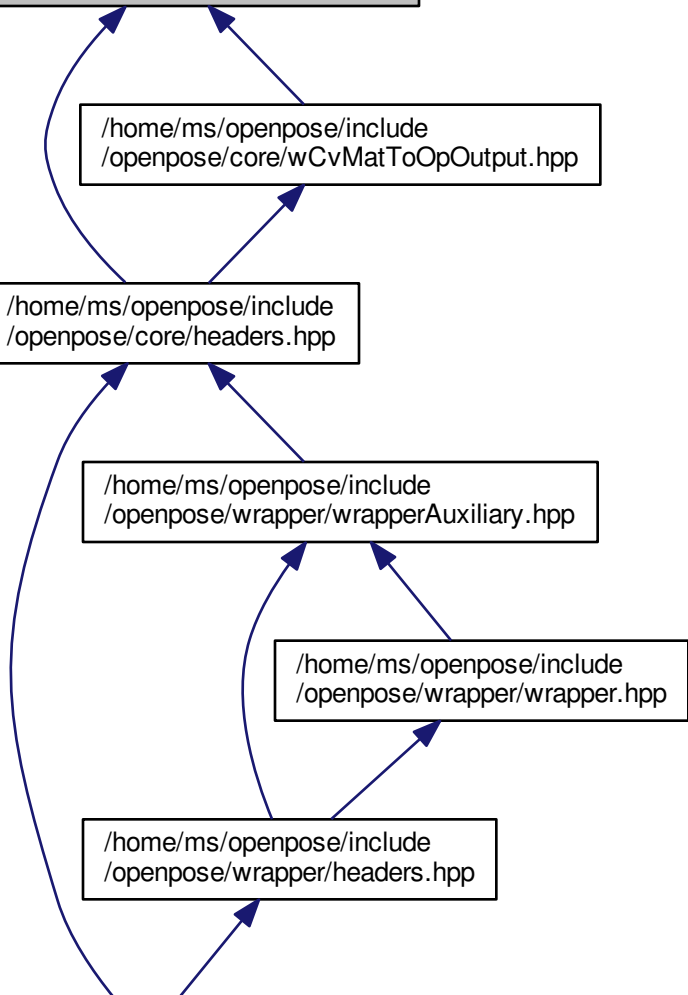 /home/ms/openpose/include
/openpose/core/wCvMatToOpOutput.hpp
/home/ms/openpose/include
/openpose/core/headers.hpp
/home/ms/openpose/include
/openpose/wrapper/wrapperAuxiliary.hpp
/home/ms/openpose/include
/openpose/wrapper/wrapper.hpp
/home/ms/openpose/include
/openpose/wrapper/headers.hpp